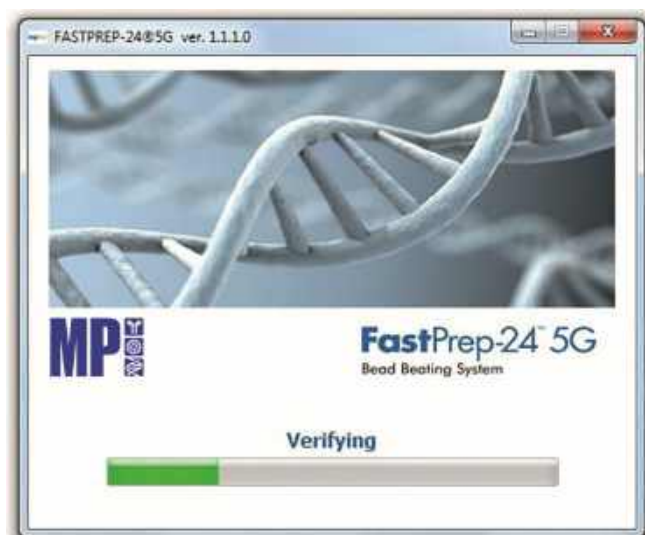 FASTPREP-24®5G ver. 1.1.1.0
MP
FastPrep-24™ 5G
Bead Beating System
Verifying